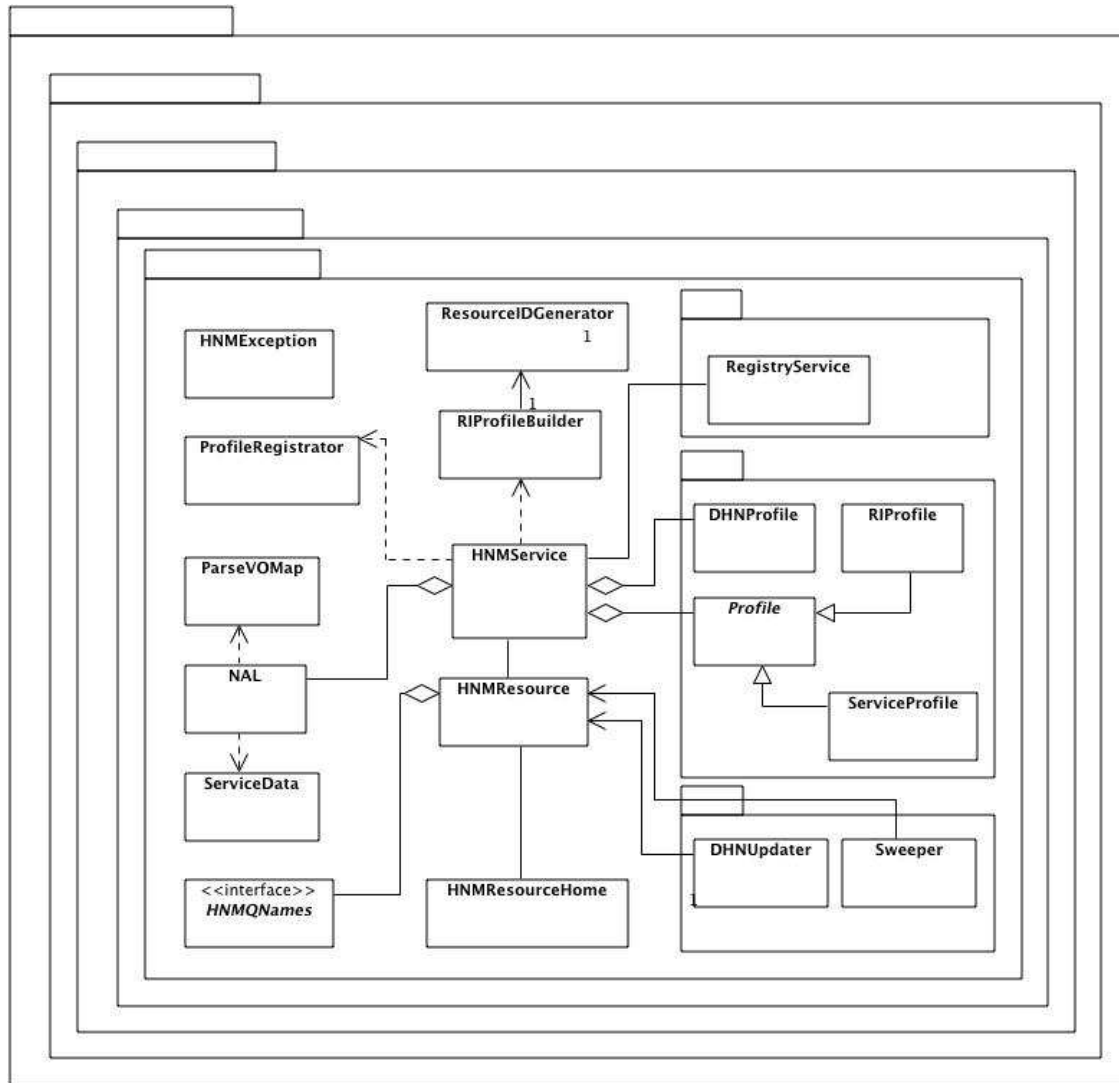 ResourceIDGenerator
1
HNMException
RegistryService
1
RIProfileBuilder
ProfileRegistrator
DHNProfile
RIProfile
HNMService
ParseVOMap
Profile
NAL
HNMResource
ServiceProfile
ServiceData
DHNUpdater
Sweeper
1
<<interface>>
HNMQNames
HNMResourceHome